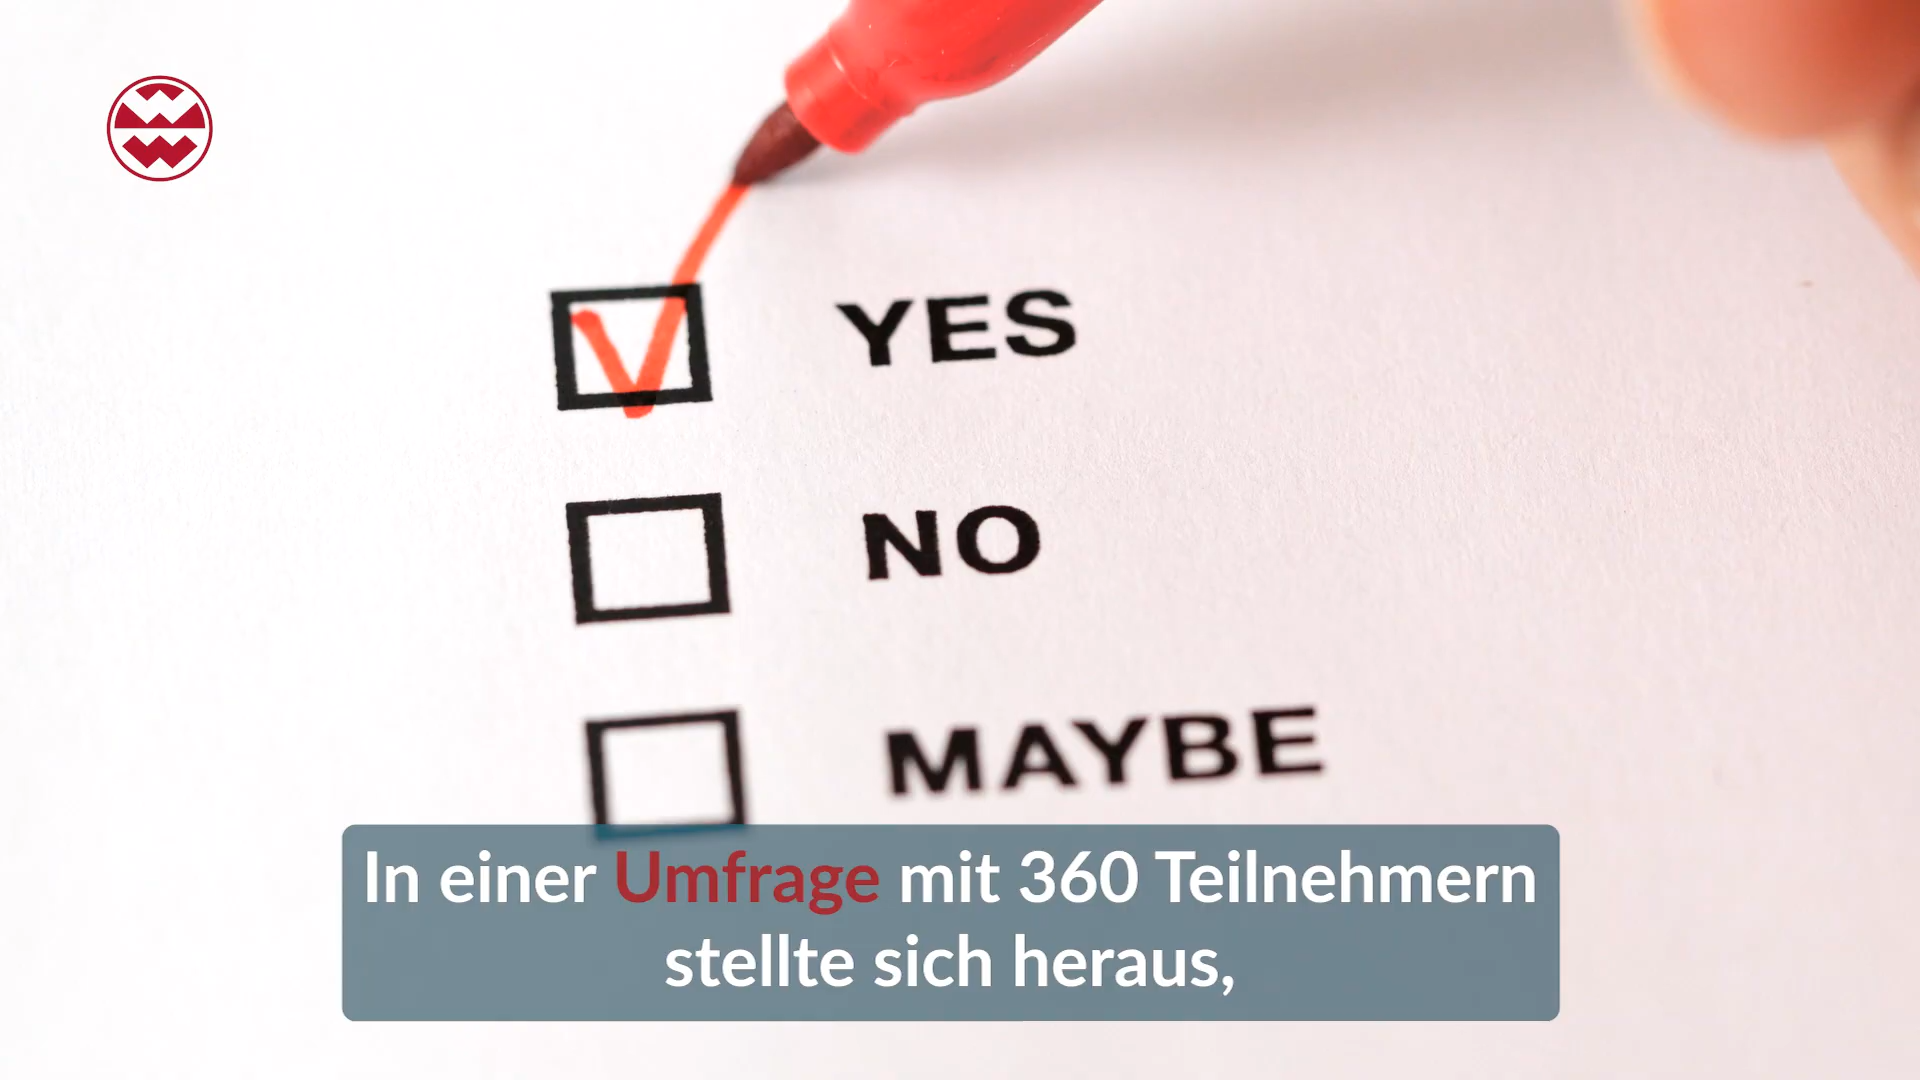 YES
NO
MAYBE
In einer Umfrage mit 360 Teilnehmern
stellte sich heraus,